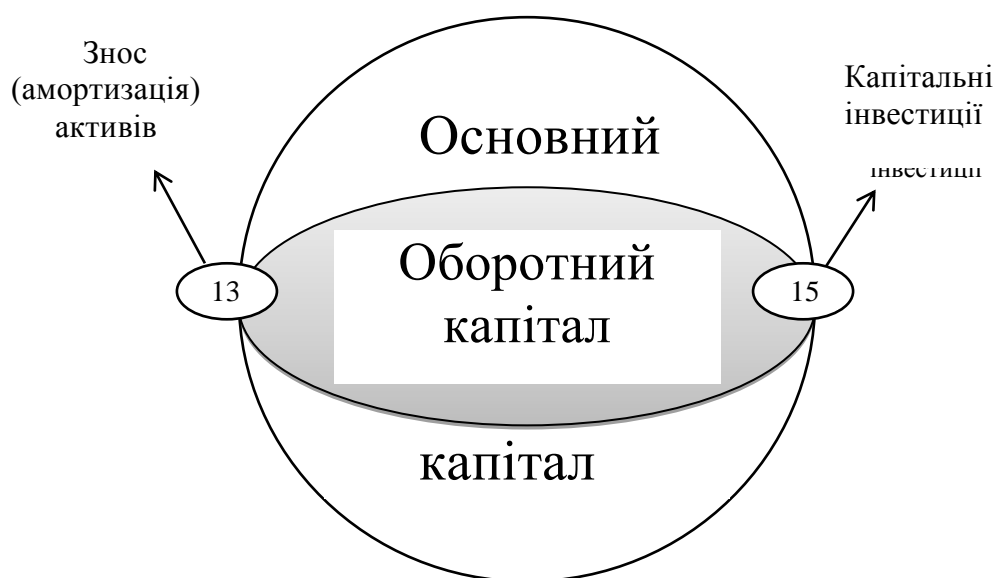 Знос
(амортизація)
активів
Капітальні
інвестиції
інвестиції
Основний
Оборотний
капітал
13
15
капітал